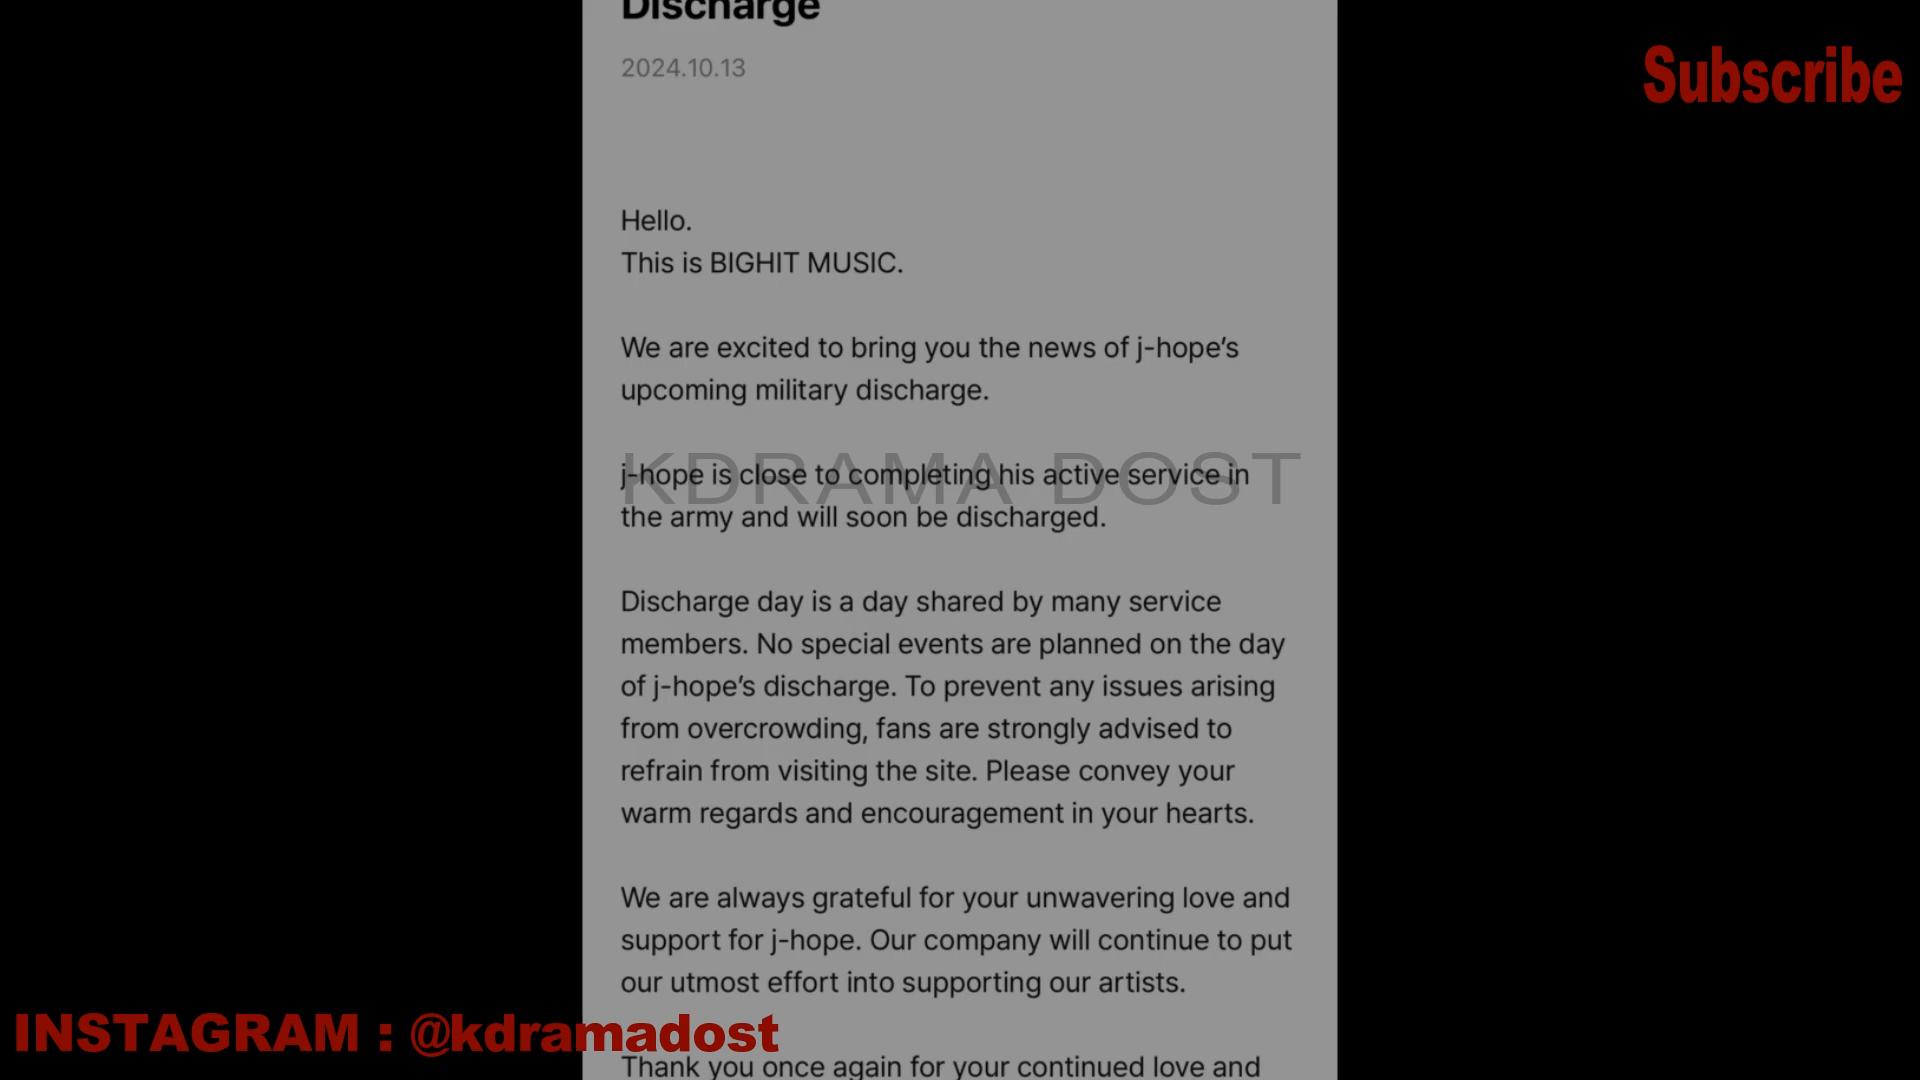 Discharge
2024.10.13
Subscribe
Hello.
This is BIGHIT MUSIC.
We are excited to bring you the news of j-hope’s
upcoming military discharge.
KDRAMA DOST
j-hope is close to completing his active service in
the army and will soon be discharged.
Discharge day is a day shared by many service
members. No special events are planned on the day
of j-hope’s discharge. To prevent any issues arising
from overcrowding, fans are strongly advised to
refrain from visiting the site. Please convey your
warm regards and encouragement in your hearts.
We are always grateful for your unwavering love and
support for j-hope. Our company will continue to put
our utmost effort into supporting our artists.
INSTAGRAM : @kdramadost
Thank you once again for your continued love and